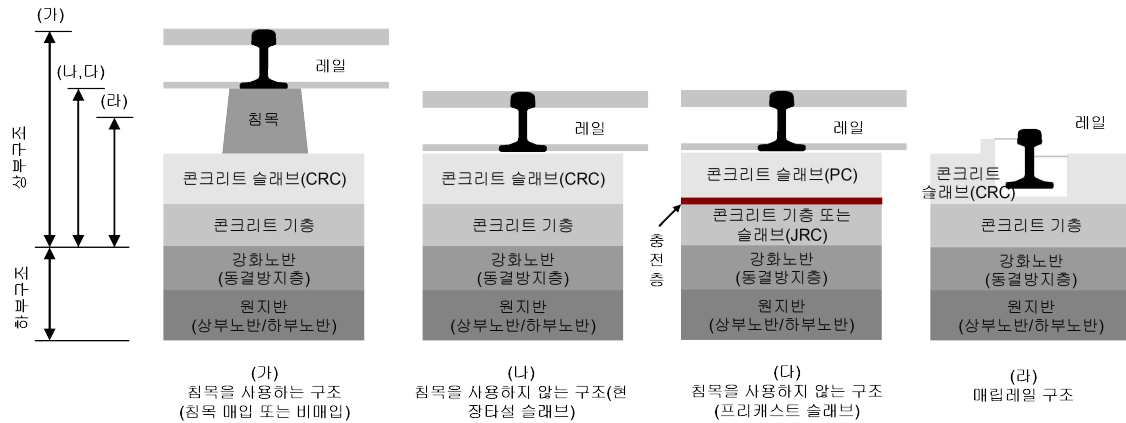 (가)
(나,다)
(라)
상부구조
하부구조
레일
침목
콘크리트 슬래브(CRC)
콘크리트 기층
강화노반
(동결방지층)
원지반
(상부노반/하부노반)
(가)
침목을 사용하는 구조
(침목 매입 또는 비매입)
레일
콘크리트 슬래브(CRC)
콘크리트 기층
강화노반
(동결방지층)
원지반
(상부노반/하부노반)
(나)
침목을 사용하지 않는 구조(현
장타설 슬래브)
레일
콘크리트 슬래브(PC)
콘크리트 기층 또는
슬래브(JRC)
충전층
강화노반
(동결방지층)
원지반
(상부노반/하부노반)
(다)
침목을 사용하지 않는 구조
(프리캐스트 슬래브)
레일
콘크리트
슬래브(CRC)
콘크리트 기층
강화노반
(동결방지층)
원지반
(상부노반/하부노반)
(라)
매립레일 구조